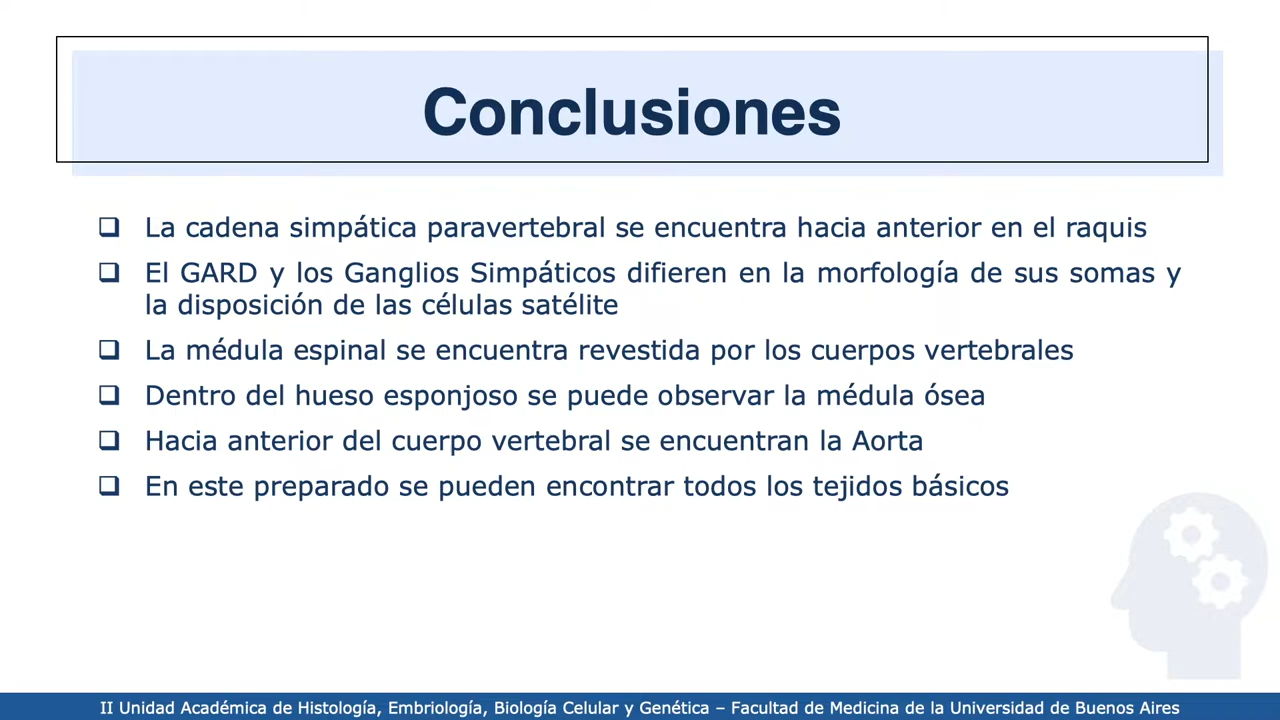 Conclusiones
❑ La cadena simpática paravertebral se encuentra hacia anterior en el raquis
❑ El GARD y los Ganglios Simpáticos difieren en la morfología de sus somas y
la disposición de las células satélite
❑ La médula espinal se encuentra revestida por los cuerpos vertebrales
❑ Dentro del hueso esponjoso se puede observar la médula ósea
❑ Hacia anterior del cuerpo vertebral se encuentran la Aorta
❑ En este preparado se pueden encontrar todos los tejidos básicos
II Unidad Académica de Histología, Embriología, Biología Celular y Genética – Facultad de Medicina de la Universidad de Buenos Aires